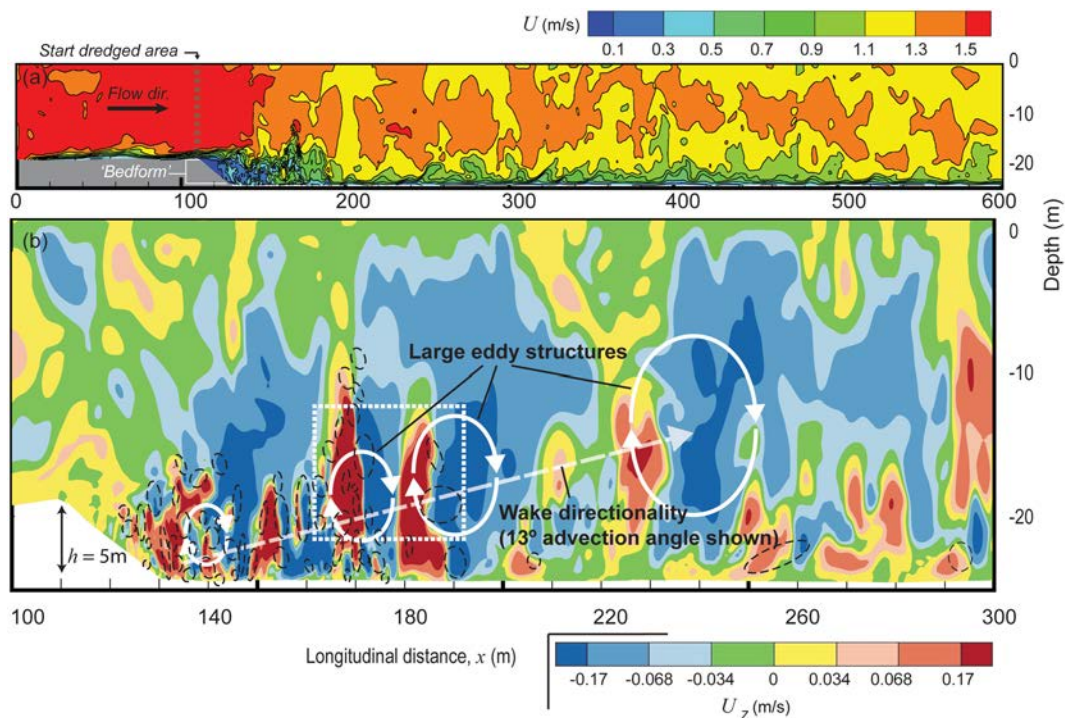 U (m/s)
0.1 0.3 0.5 0.7 0.9 1.1 1.3 1.5
Start dredged area
(a)
Flow dir.
'Bedform'
0
-10
-20
0 100 200 300 400 500 600
(b)
Large eddy structures
Wake directionality
(13º advection angle shown)
h = 5m
0
-10
-20
Depth (m)
100 140 180 220 260 300
Longitudinal distance, x (m)
-0.17 -0.068 -0.034 0 0.034 0.068 0.17
U z (m/s)